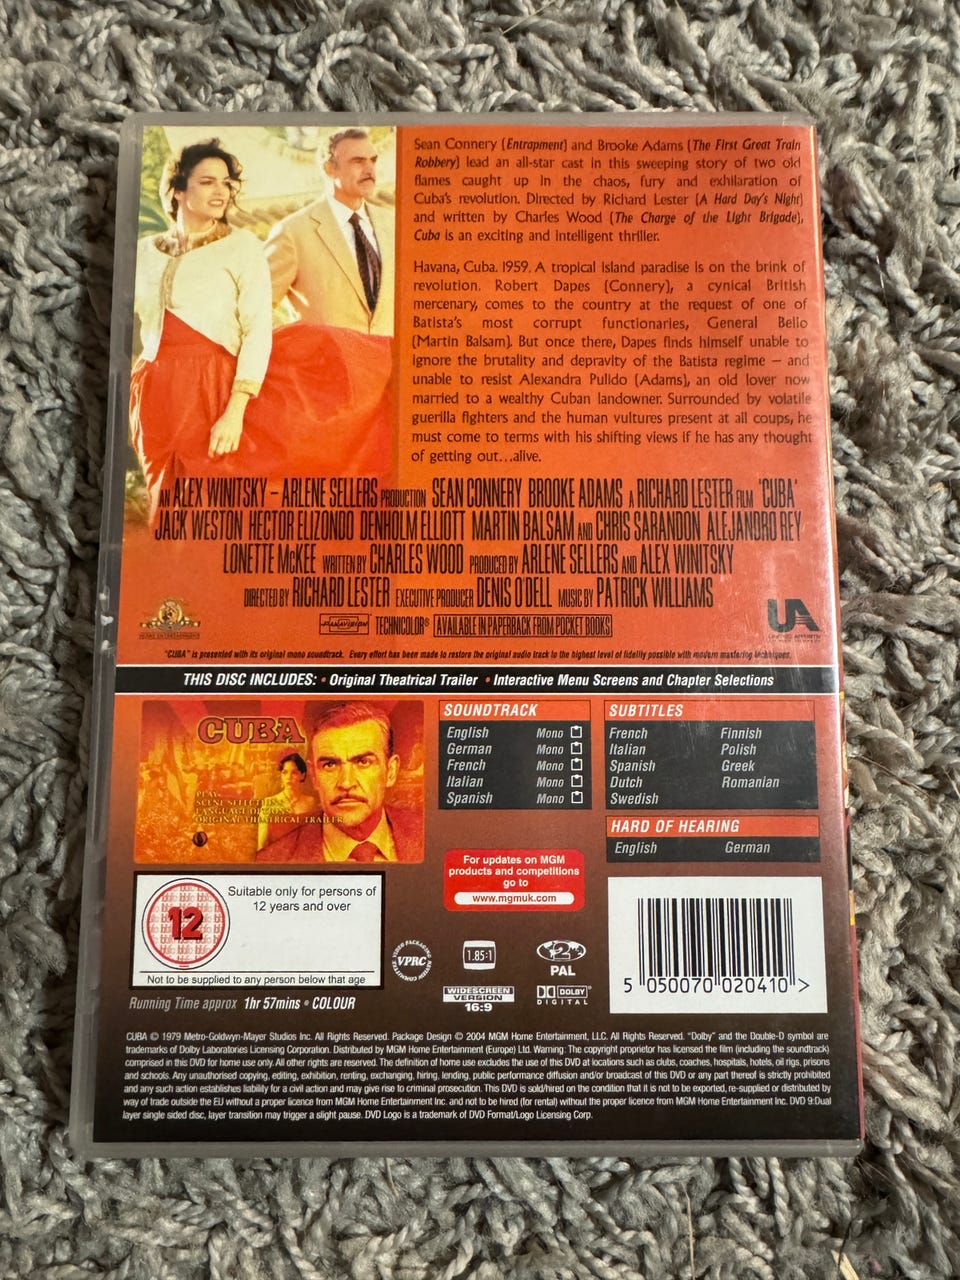 Sean Connery (Entrapment) and Brooke Adams (The First Great Train
Robbery) lead an all-star cast in this sweeping story of two old
flames caught up in the chaos, fury and exhilaration of
Cuba's revolution. Directed by Richard Lester (A Hard Day's Night)
and written by Charles Wood (The Charge of the Light Brigade),
Cuba is an exciting and intelligent thriller.
Havana, Cuba. 1959. A tropical island paradise is on the brink of
revolution. Robert Dapes (Connery), a cynical British
mercenary, comes to the country at the request of one of
Batista's most corrupt functionaries, General Bello
(Martin Balsam). But once there, Dapes finds himself unable to
ignore the brutality and depravity of the Batista regime – and
unable to resist Alexandra Pulido (Adams), an old lover now
married to a wealthy Cuban landowner. Surrounded by volatile
guerilla fighters and the human vultures present at all coups, he
must come to terms with his shifting views if he has any thought
of getting out...alive.
AN ALEX WINITSKY – ARLENE SELLERS PRODUCTION SEAN CONNERY BROOKE ADAMS A RICHARD LESTER FILM 'CUBA'
JACK WESTON HECTOR ELIZONDO DENHOLM ELLIOTT MARTIN BALSAM AND CHRIS SARANDON ALEJANDRO REY
LONETTE McKEE WRITTEN BY CHARLES WOOD PRODUCED BY ARLENE SELLERS AND ALEX WINITSKY
DIRECTED BY RICHARD LESTER EXECUTIVE PRODUCER DENIS O'DELL MUSIC BY PATRICK WILLIAMS
PANAVISION® TECHNICOLOR® AVAILABLE IN PAPERBACK FROM POCKET BOOKS
UA
"CUBA" is presented with its original mono soundtrack. Every effort has been made to restore the original audio track to the highest level of fidelity possible with modern mastering techniques.
THIS DISC INCLUDES: • Original Theatrical Trailer • Interactive Menu Screens and Chapter Selections
CUBA
PLAY
SCENE SELECTIONS
LANGUAGE OPTIONS
ORIGINAL THEATRICAL TRAILER
SOUNDTRACK
English Mono
German Mono
French Mono
Italian Mono
Spanish Mono
SUBTITLES
French Finnish
Italian Polish
Spanish Greek
Dutch Romanian
Swedish
HARD OF HEARING
English German
For updates on MGM
products and competitions
go to
www.mgmuk.com
12
Suitable only for persons of
12 years and over
Not to be supplied to any person below that age
Running Time approx 1hr 57mins • COLOUR
VIDEO PACKAGING REVIEW COMMITTEE
VPRC
1.85:1
WIDESCREEN
VERSION
16:9
2
PAL
DOLBY
DIGITAL
5 050070 020410 >
CUBA © 1979 Metro-Goldwyn-Mayer Studios Inc. All Rights Reserved. Package Design © 2004 MGM Home Entertainment, LLC. All Rights Reserved. "Dolby" and the Double-D symbol are
trademarks of Dolby Laboratories Licensing Corporation. Distributed by MGM Home Entertainment (Europe) Ltd. Warning: The copyright proprietor has licensed the film (including the soundtrack)
comprised in this DVD for home use only. All other rights are reserved. The definition of home use excludes the use of this DVD at locations such as clubs, coaches, hospitals, hotels, oil rigs, prisons
and schools. Any unauthorised copying, editing, exhibition, renting, exchanging, hiring, lending, public performance diffusion and/or broadcast of this DVD or any part thereof is strictly prohibited
and any such action establishes liability for a civil action and may give rise to criminal prosecution. This DVD is sold/hired on the condition that it is not to be exported, re-supplied or distributed by
way of trade outside the EU without a proper licence from MGM Home Entertainment Inc. and not to be hired (for rental) without the proper licence from MGM Home Entertainment Inc. DVD 9:Dual
layer single sided disc, layer transition may trigger a slight pause. DVD Logo is a trademark of DVD Format/Logo Licensing Corp.